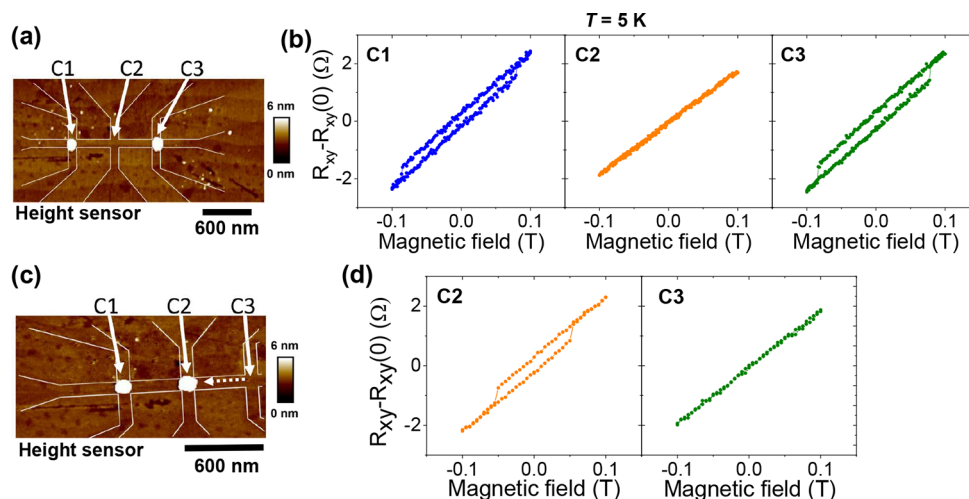 T = 5 K
(a)
C1 C2 C3
6 nm
0 nm
Height sensor
600 nm
(b)
C1
C2
C3
Rxy-Rxy(0) (Ω)
2
0
-2
-0.1 0.0 0.1
-0.1 0.0 0.1
-0.1 0.0 0.1
Magnetic field (T)
Magnetic field (T)
Magnetic field (T)
(c)
C1 C2 C3
6 nm
0 nm
Height sensor
600 nm
(d)
C2
C3
Rxy-Rxy(0) (Ω)
2
0
-2
-0.1 0.0 0.1
-0.1 0.0 0.1
Magnetic field (T)
Magnetic field (T)